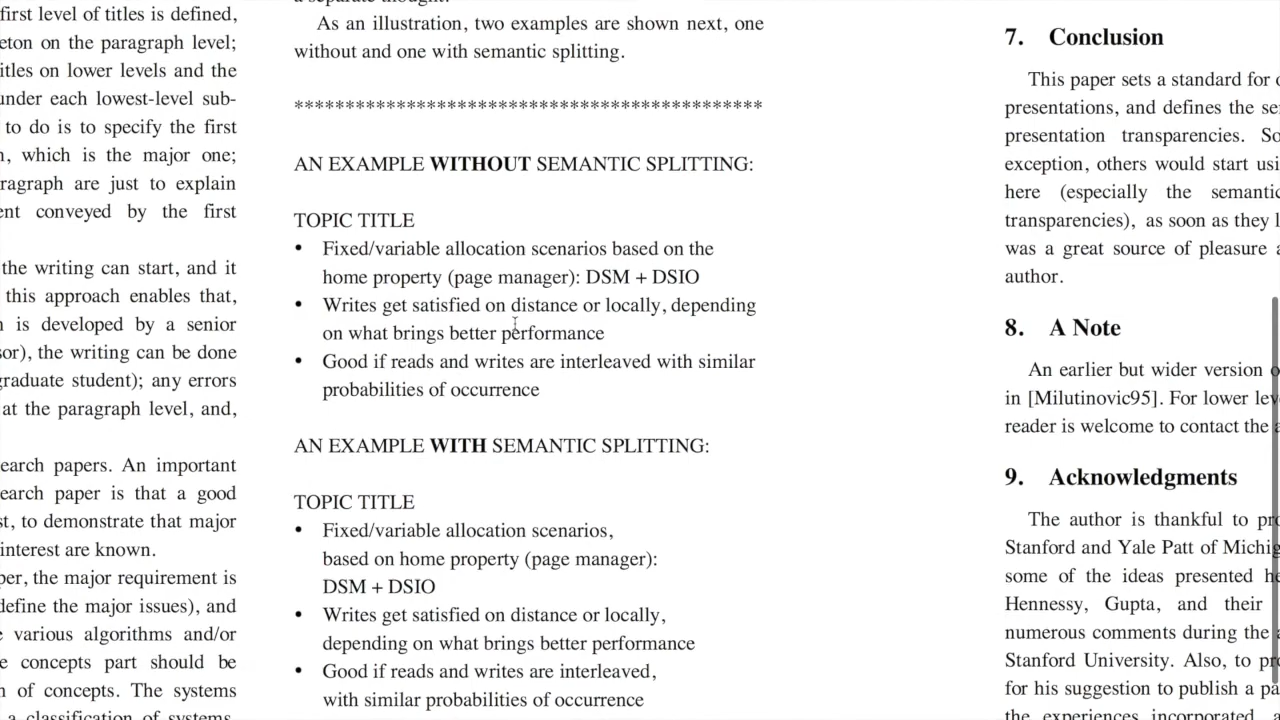 first level of titles is defined,
eton on the paragraph level;
itles on lower levels and the
under each lowest-level sub-
to do is to specify the first
, which is the major one;
ragraph are just to explain
ent conveyed by the first
the writing can start, and it
this approach enables that,
is developed by a senior
sor), the writing can be done
graduate student); any errors
at the paragraph level, and,
search papers. An important
search paper is that a good
st, to demonstrate that major
interest are known.
per, the major requirement is
define the major issues), and
various algorithms and/or
concepts part should be
of concepts. The systems
a classification of systems,
a separate thought.
As an illustration, two examples are shown next, one
without and one with semantic splitting.
**********************************************
AN EXAMPLE WITHOUT SEMANTIC SPLITTING:
TOPIC TITLE
• Fixed/variable allocation scenarios based on the
home property (page manager): DSM + DSIO
• Writes get satisfied on distance or locally, depending
on what brings better performance
• Good if reads and writes are interleaved with similar
probabilities of occurrence
AN EXAMPLE WITH SEMANTIC SPLITTING:
TOPIC TITLE
• Fixed/variable allocation scenarios,
based on home property (page manager):
DSM + DSIO
• Writes get satisfied on distance or locally,
depending on what brings better performance
• Good if reads and writes are interleaved,
with similar probabilities of occurrence
7. Conclusion
This paper sets a standard for
presentations, and defines the se
presentation transparencies. So
exception, others would start usi
here (especially the semantic
transparencies), as soon as they l
was a great source of pleasure a
author.
8. A Note
An earlier but wider version
in [Milutinovic95]. For lower lev
reader is welcome to contact the a
9. Acknowledgments
The author is thankful to pro
Stanford and Yale Patt of Michig
some of the ideas presented he
Hennessy, Gupta, and their
numerous comments during the a
Stanford University. Also, to pro
for his suggestion to publish a pa
the experiences incorporated, a